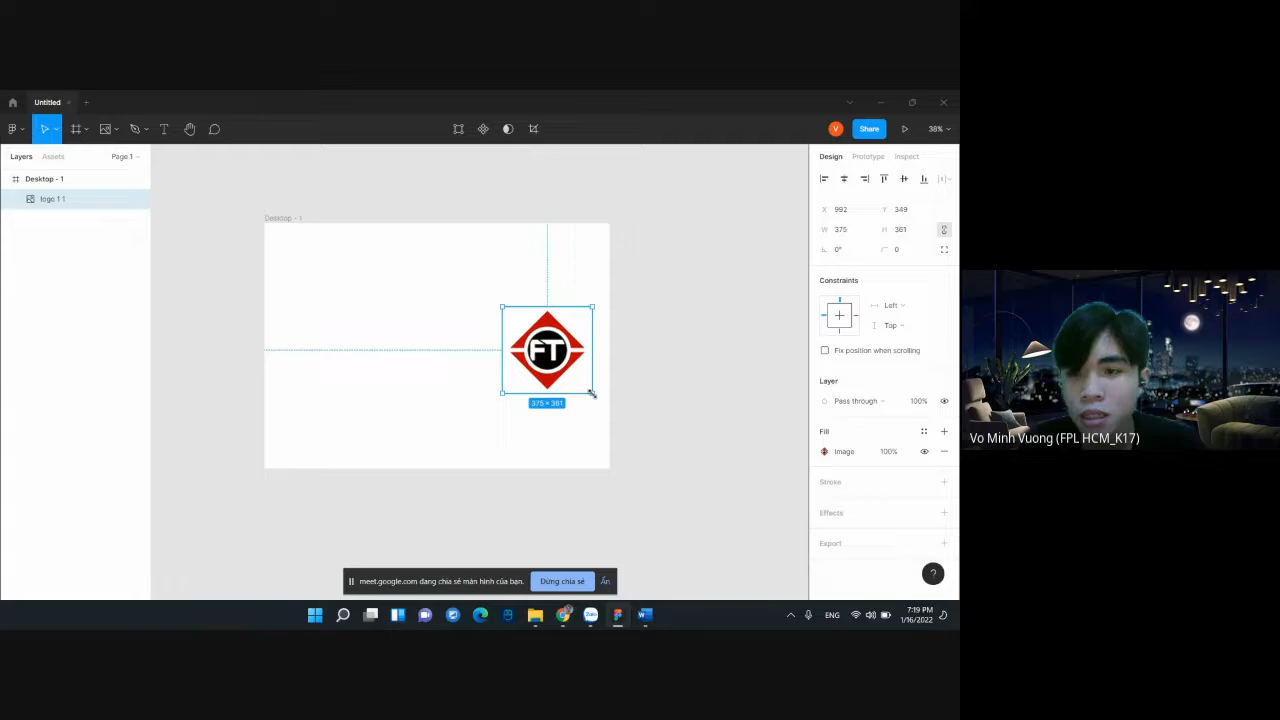 Untitled
Share
38%
Layers
Assets
Page 1
Design
Prototype
Inspect
Desktop - 1
logo 1 1
Desktop - 1
X 992 Y 349
W 375 H 361
0° 0
Constraints
Left
Top
Fix position when scrolling
Layer
Pass through 100%
Fill
Image 100%
Stroke
Effects
Export
FT
375 × 361
?
meet.google.com đang chia sẻ màn hình của bạn.
Dừng chia sẻ
Ẩn
Vo Minh Vuong (FPL HCM_K17)
Zalo
ENG
7:19 PM
1/16/2022